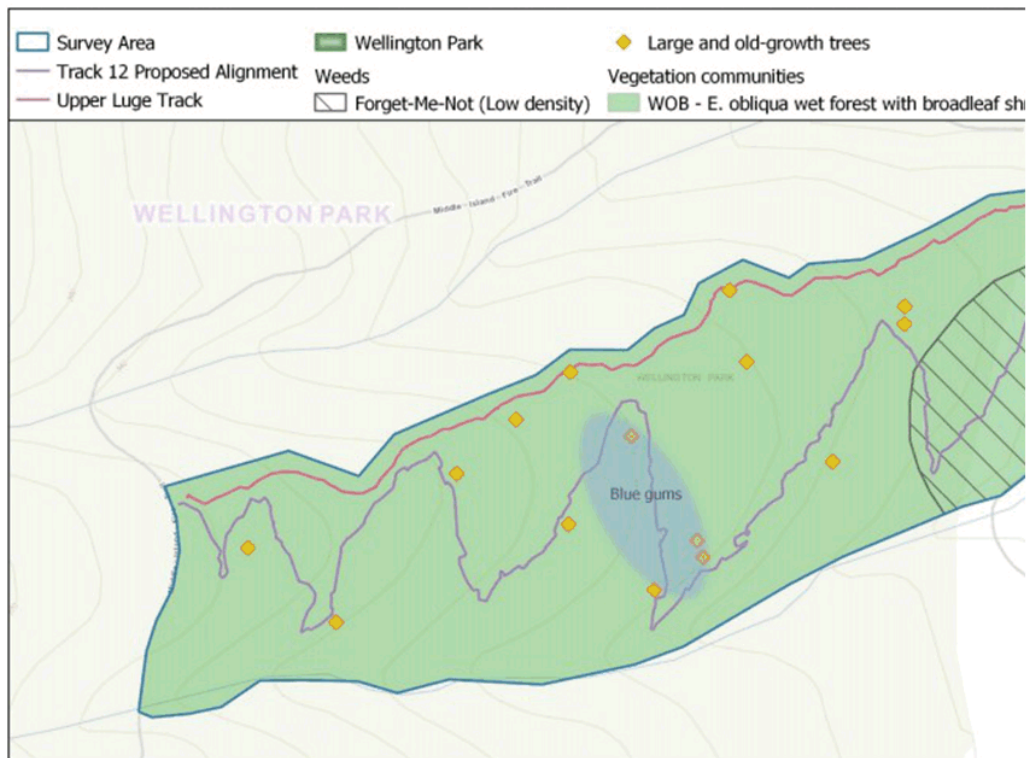 Survey Area
Wellington Park
Large and old-growth trees
Track 12 Proposed Alignment
Weeds
Vegetation communities
Upper Luge Track
Forget-Me-Not (Low density)
WOB - E. obliqua wet forest with broadleaf shr
Middle - Island - Fire - Trail
WELLINGTON PARK
WELLINGTON PARK
Blue gums